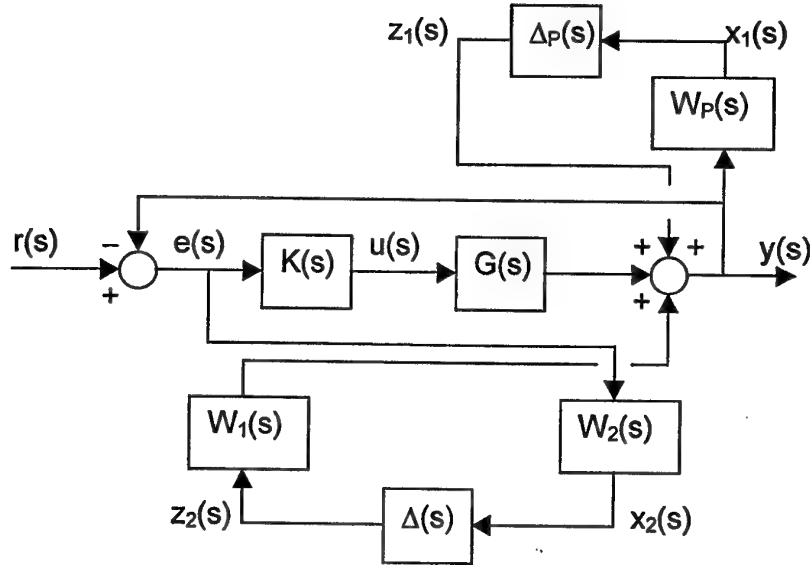 z₁(s) Δ_P(s) x₁(s)
W_P(s)
r(s) − e(s) K(s) u(s) G(s) + + y(s)
+ +
W₁(s) W₂(s)
z₂(s) Δ(s) x₂(s)